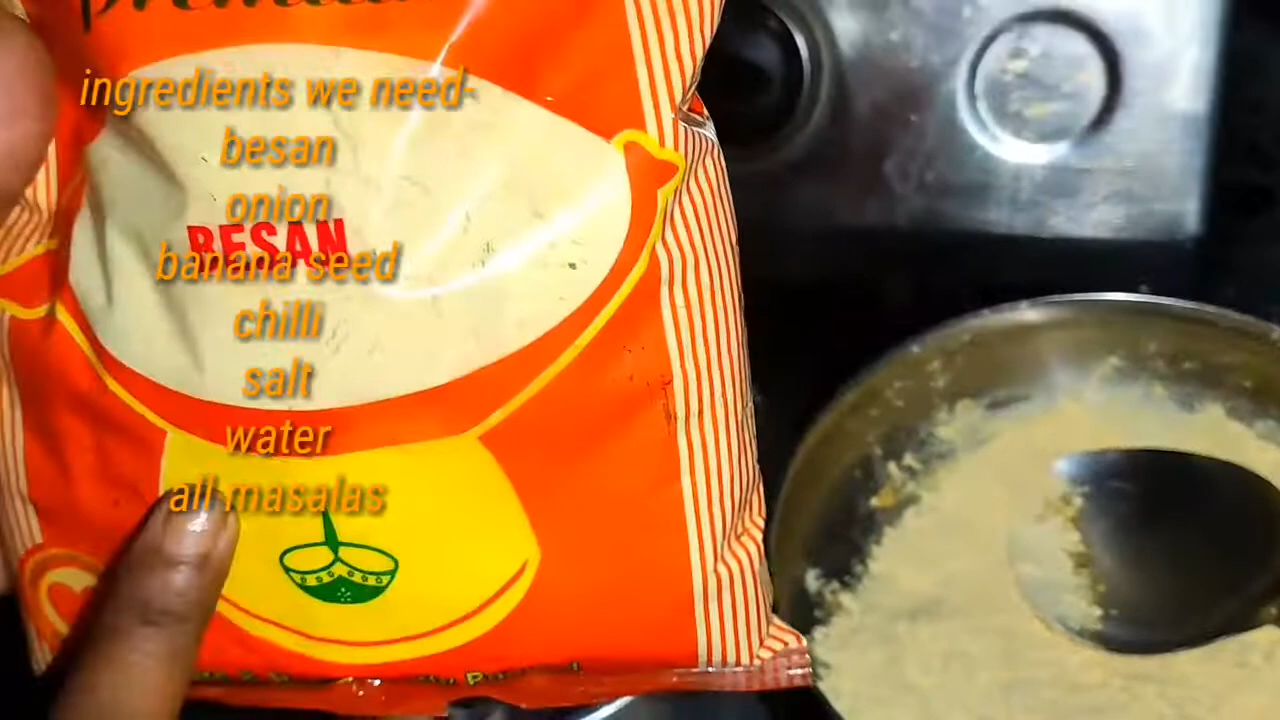 ingredients we need-
besan
onion
BESAN
banana seed
chilli
salt
water
all masalas